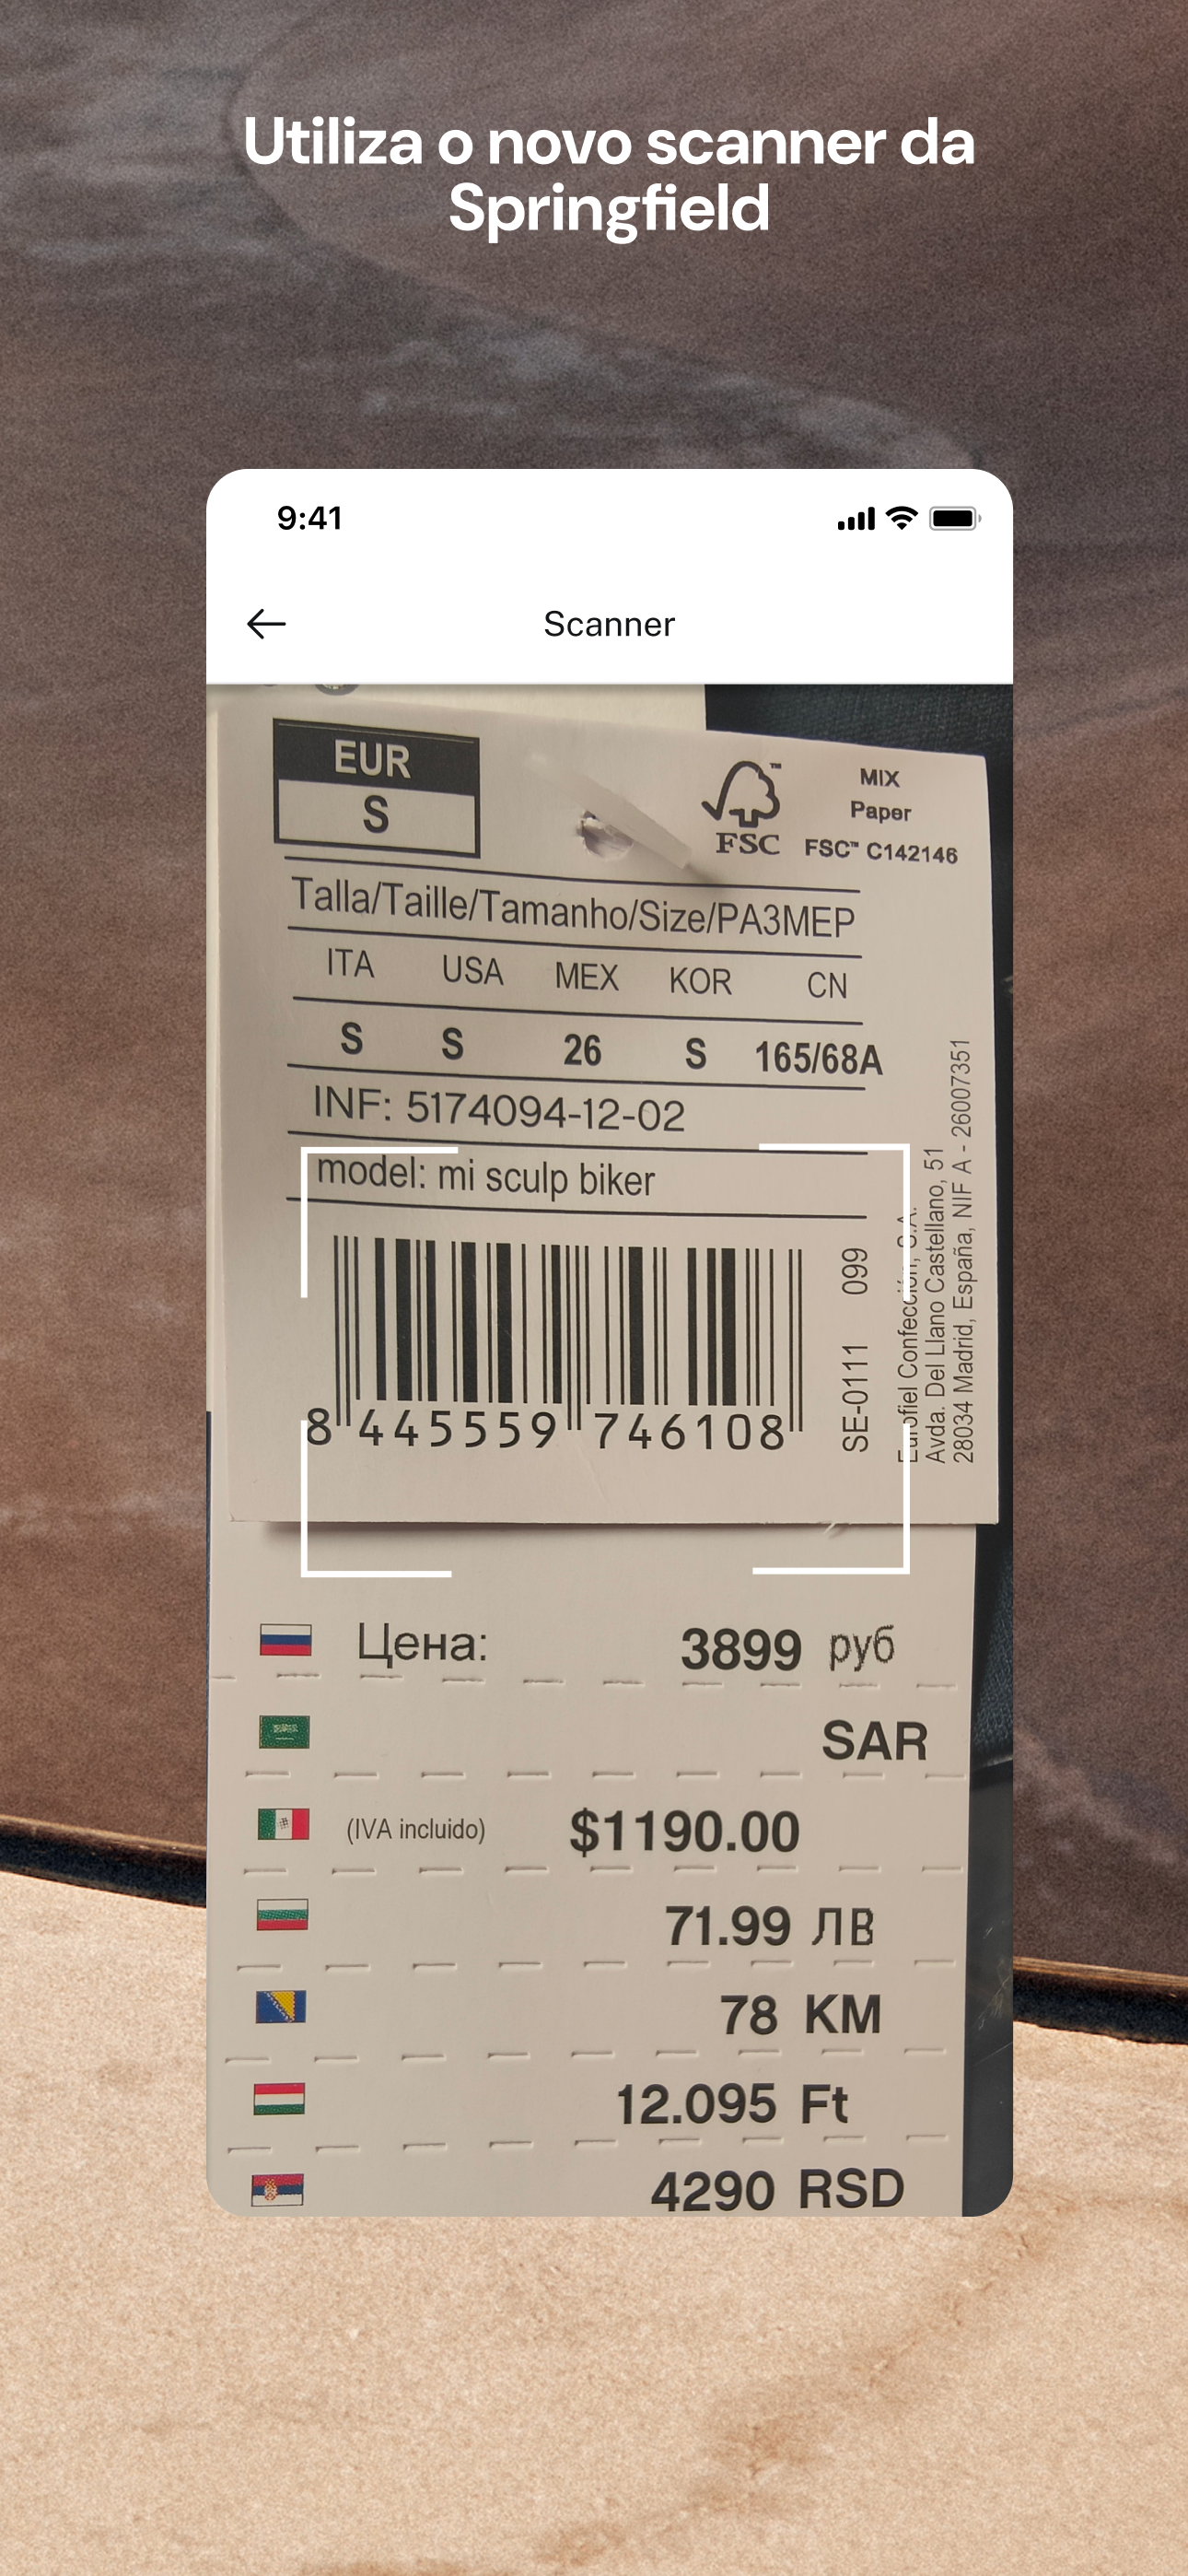 Utiliza o novo scanner da
Springfield
9:41
Scanner
EUR
S
FSC
MIX
Paper
FSC™ C142146
Talla/Taille/Tamanho/Size/РАЗМЕР
ITA USA MEX KOR CN
S S 26 S 165/68A
INF: 5174094-12-02
model: mi sculp biker
8 445559 746108
SE-0111 099
Eurofiel Confección, S.A.
Avda. Del Llano Castellano, 51
28034 Madrid, España, NIF A - 26007351
Цена: 3899 руб
SAR
(IVA incluido) $1190.00
71.99 ЛВ
78 KM
12.095 Ft
4290 RSD